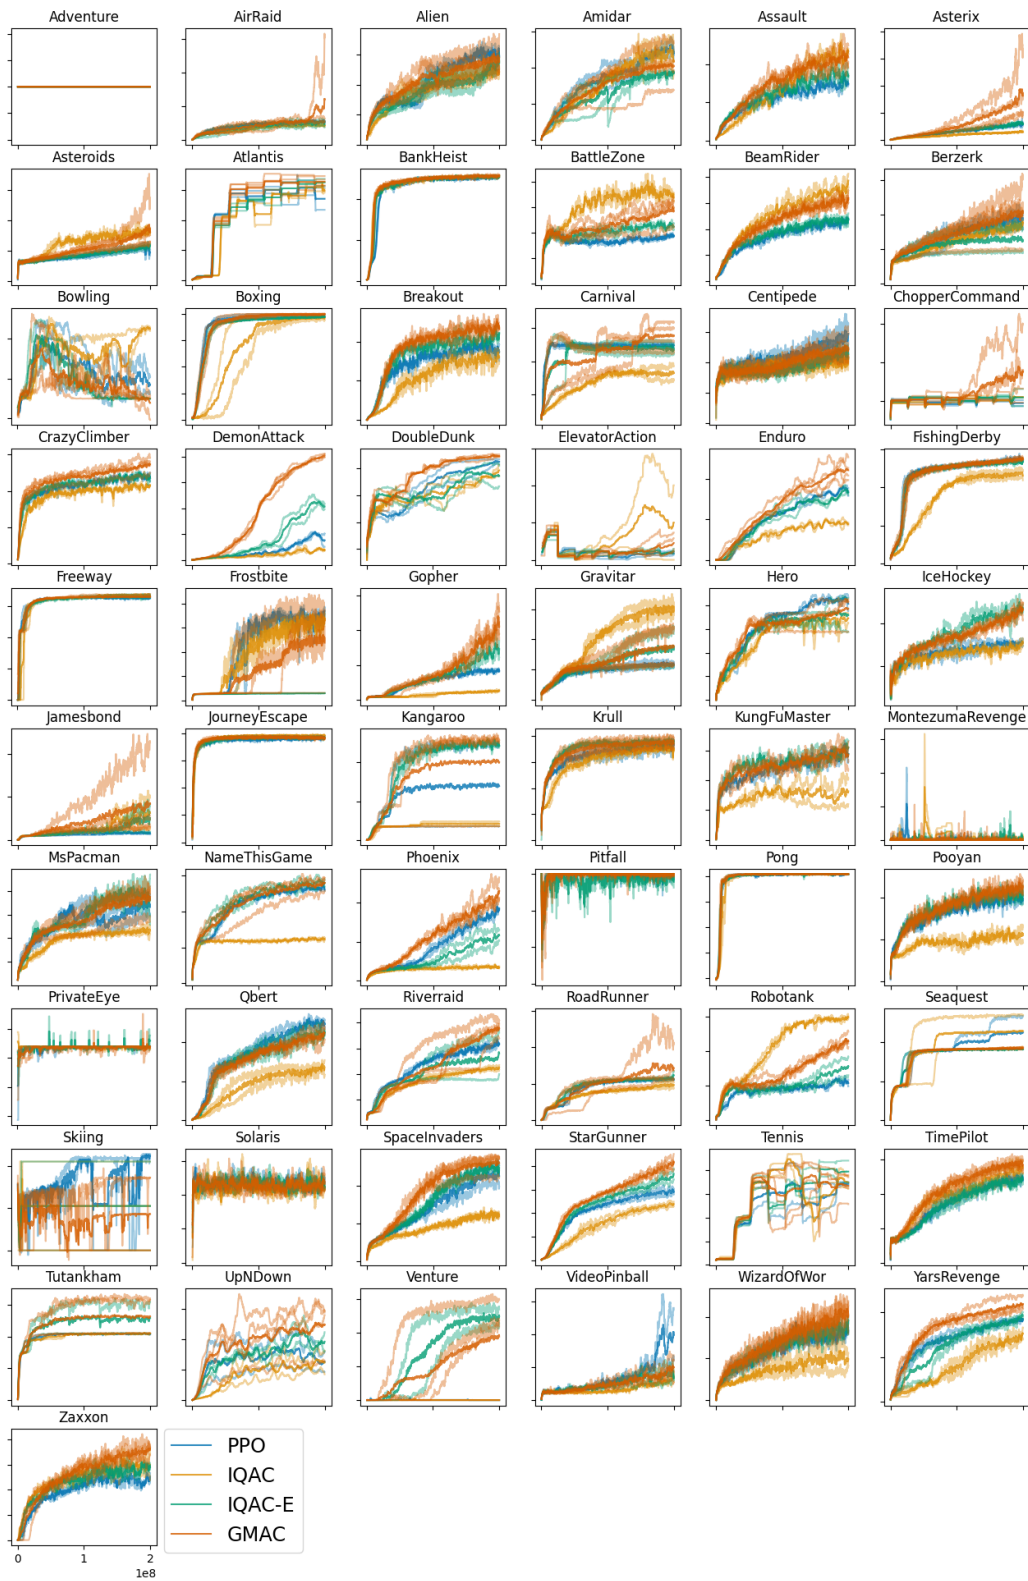 Adventure AirRaid Alien Amidar Assault Asterix
Asteroids Atlantis BankHeist BattleZone BeamRider Berzerk
Bowling Boxing Breakout Carnival Centipede ChopperCommand
CrazyClimber DemonAttack DoubleDunk ElevatorAction Enduro FishingDerby
Freeway Frostbite Gopher Gravitar Hero IceHockey
Jamesbond JourneyEscape Kangaroo Krull KungFuMaster MontezumaRevenge
MsPacman NameThisGame Phoenix Pitfall Pong Pooyan
PrivateEye Qbert Riverraid RoadRunner Robotank Seaquest
Skiing Solaris SpaceInvaders StarGunner Tennis TimePilot
Tutankham UpNDown Venture VideoPinball WizardOfWor YarsRevenge
Zaxxon
PPO
IQAC
IQAC-E
GMAC
0 1 2
1e8